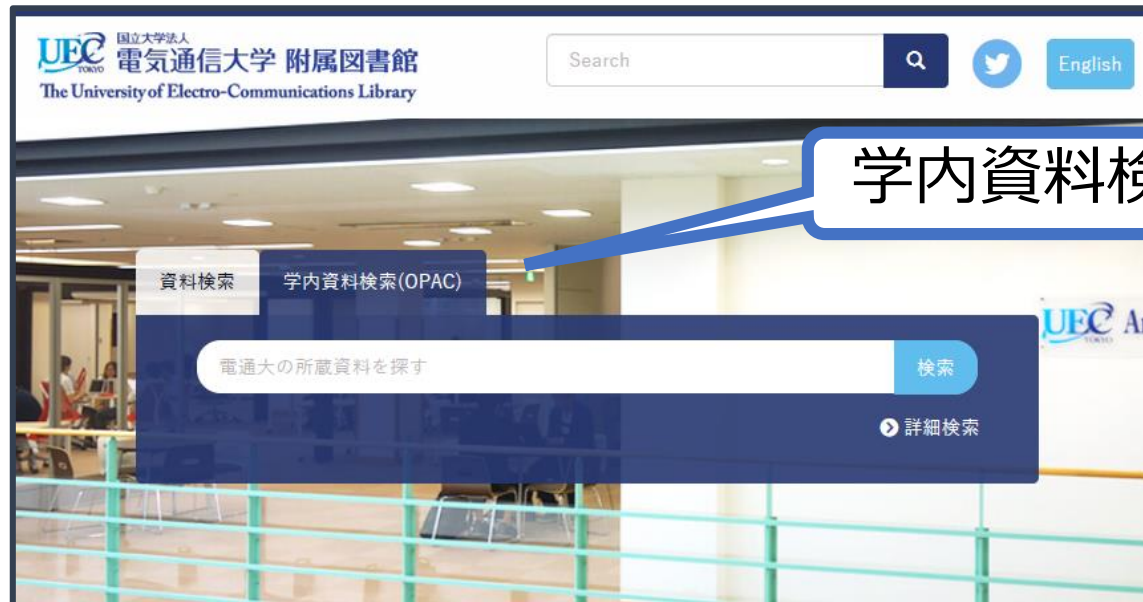 UEC
TOKYO
国立大学法人
電気通信大学 附属図書館
The University of Electro-Communications Library
Search
English
学内資料検
資料検索
学内資料検索(OPAC)
UEC
TOKYO
電通大の所蔵資料を探す
検索
詳細検索